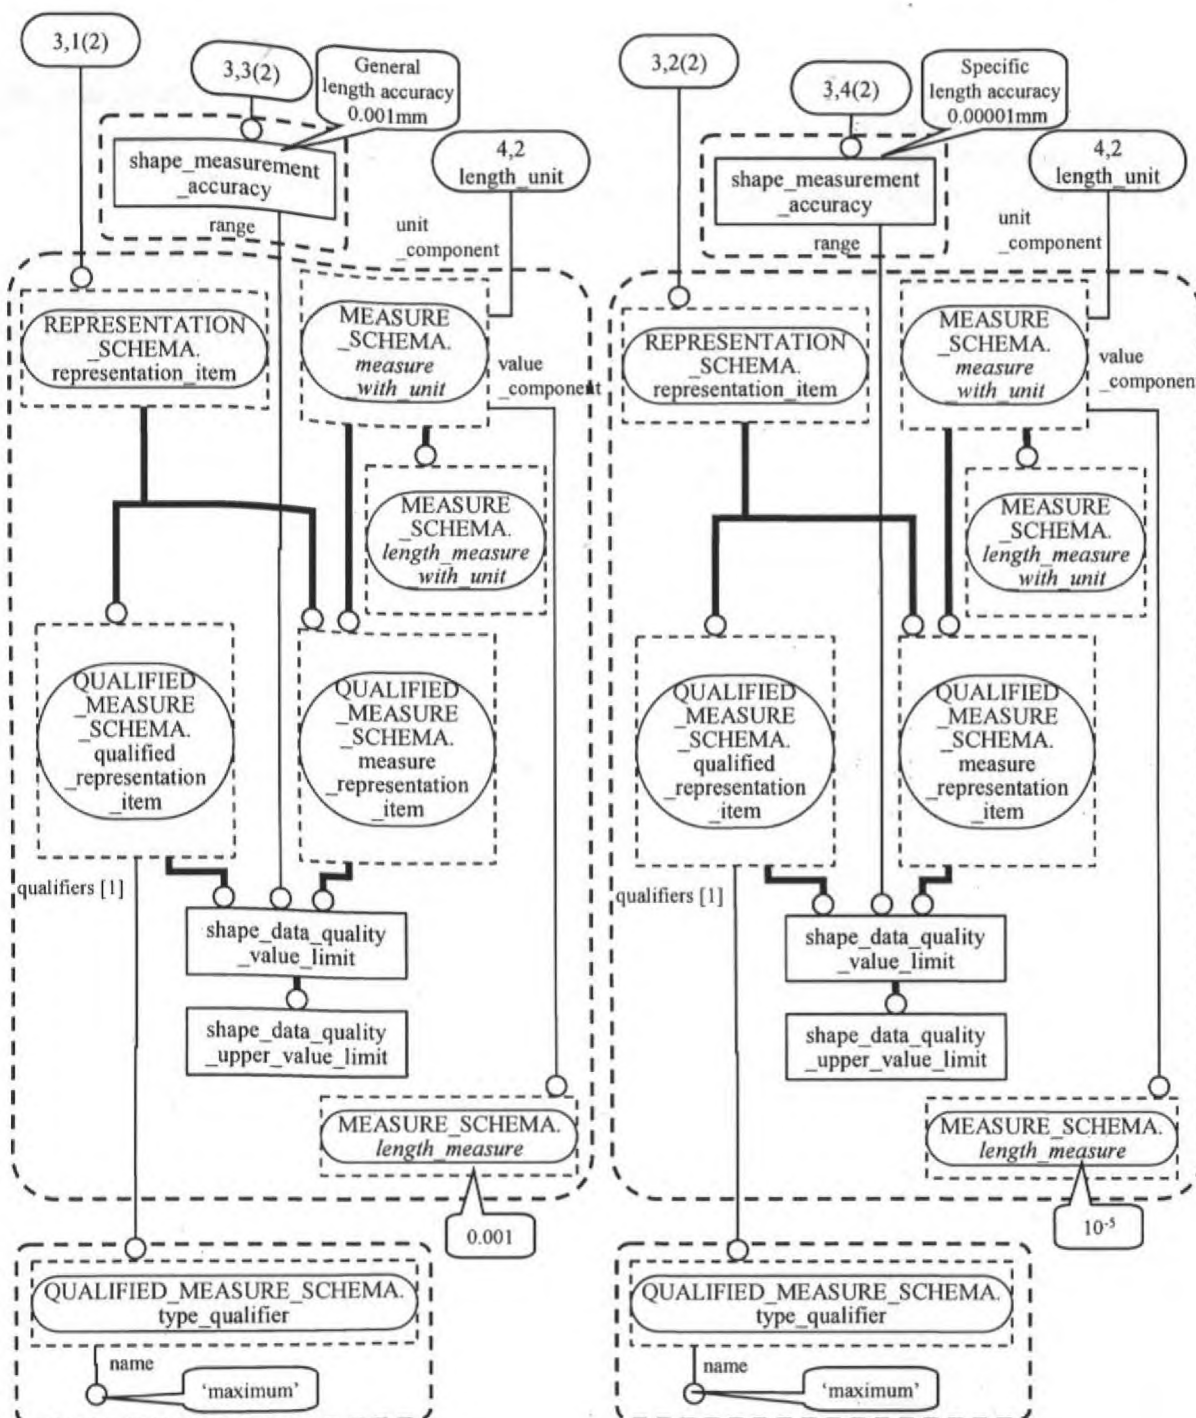 3,1(2)
3,3(2)
General
length accuracy
0.001mm
shape_measurement
_accuracy
range
4,2
length_unit
unit
_component
REPRESENTATION
_SCHEMA.
representation_item
MEASURE
_SCHEMA.
measure
_with_unit
value
_component
MEASURE
_SCHEMA.
length_measure
_with_unit
QUALIFIED
_MEASURE
_SCHEMA.
qualified
_representation
_item
QUALIFIED
_MEASURE
_SCHEMA.
measure
_representation
_item
qualifiers [1]
shape_data_quality
_value_limit
shape_data_quality
_upper_value_limit
MEASURE_SCHEMA.
length_measure
0.001
QUALIFIED_MEASURE_SCHEMA.
type_qualifier
name
‘maximum’
3,2(2)
3,4(2)
Specific
length accuracy
0.00001mm
shape_measurement
_accuracy
range
4,2
length_unit
unit
_component
REPRESENTATION
_SCHEMA.
representation_item
MEASURE
_SCHEMA.
measure
_with_unit
value
_component
MEASURE
_SCHEMA.
length_measure
_with_unit
QUALIFIED
_MEASURE
_SCHEMA.
qualified
_representation
_item
QUALIFIED
_MEASURE
_SCHEMA.
measure
_representation
_item
qualifiers [1]
shape_data_quality
_value_limit
shape_data_quality
_upper_value_limit
MEASURE_SCHEMA.
length_measure
10⁻⁵
QUALIFIED_MEASURE_SCHEMA.
type_qualifier
name
‘maximum’